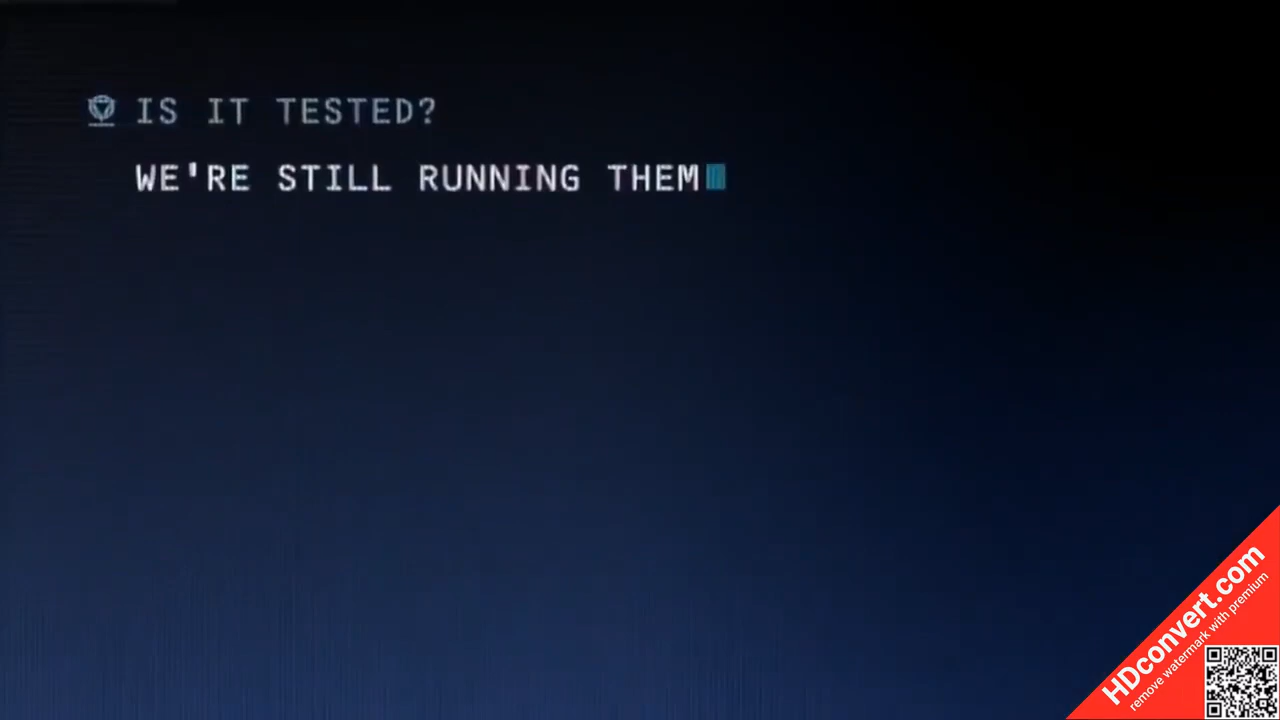 IS IT TESTED?
WE'RE STILL RUNNING THEM
HDconvert.com
remove watermark with premium